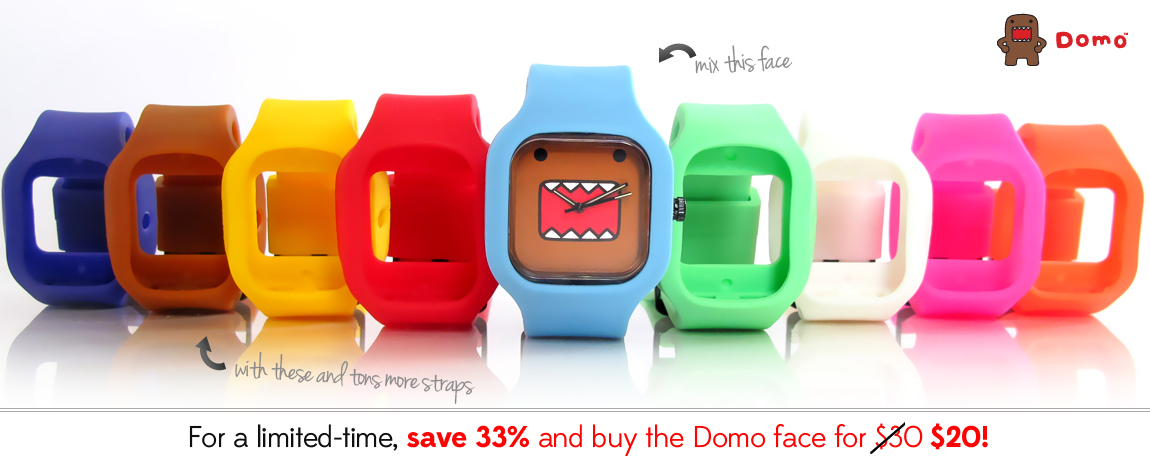 Domo™
mix this face
with these and tons more straps
For a limited-time, save 33% and buy the Domo face for $30 $20!